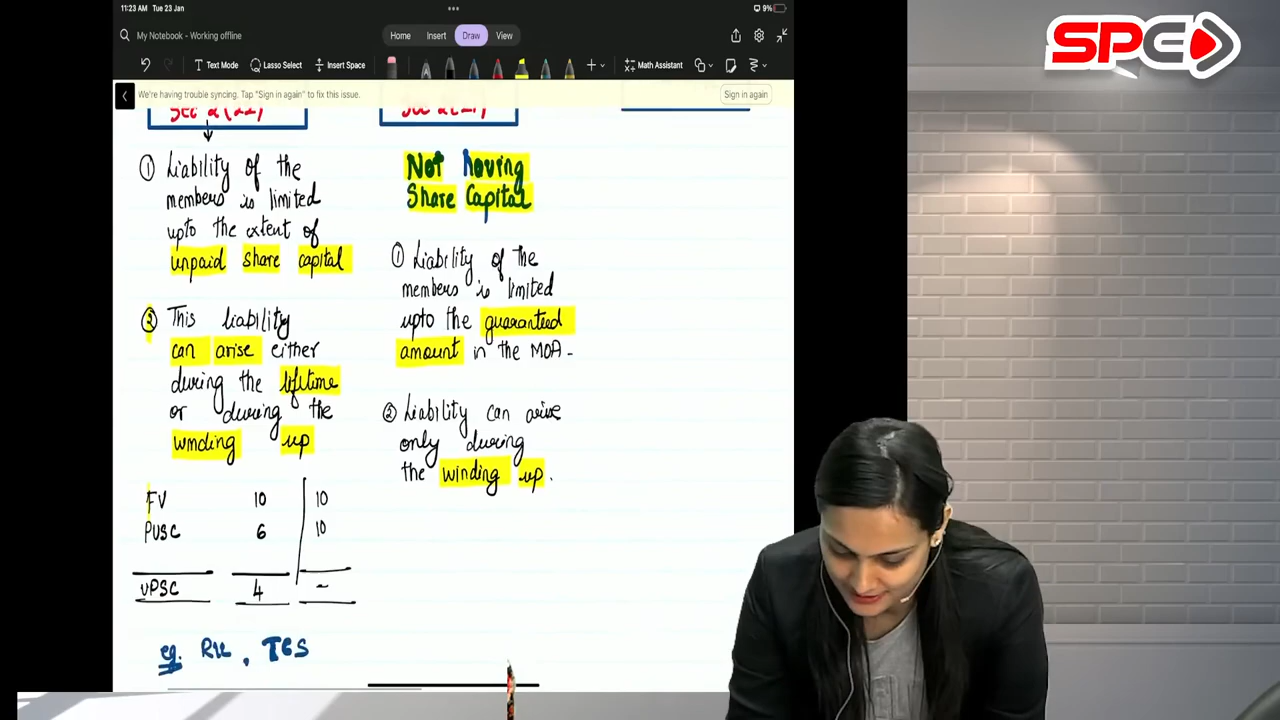 11:23 AM Tue 23 Jan
9%
My Notebook - Working offline
Home Insert Draw View
Text Mode Lasso Select Insert Space Math Assistant
We're having trouble syncing. Tap "Sign in again" to fix this issue.
Sign in again
SPC
① Liability of the
members is limited
upto the extent of
unpaid share capital
② This liability
can arise either
during the lifetime
or during the
winding up
FV 10 10
PUSC 6 10
UPSC 4 -
eg.
, TCS
Not having
Share Capital
① Liability of the
members is limited
upto the guaranteed
amount in the MOA -
② Liability can arise
only during
the winding up.